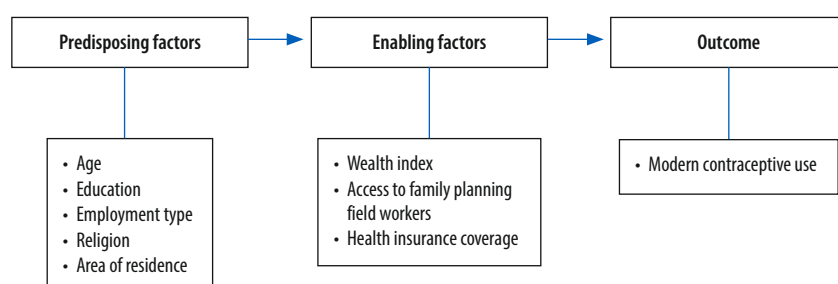 Predisposing factors
Enabling factors
Outcome
• Age
• Education
• Employment type
• Religion
• Area of residence
• Wealth index
• Access to family planning
field workers
• Health insurance coverage
• Modern contraceptive use